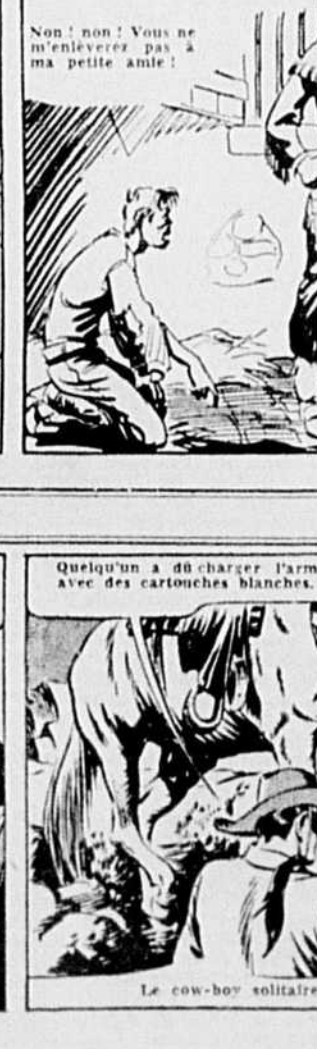 Non ! non ! Vous ne
m'enlèverez pas à
ma petite amie !
Quelqu'un a dû charger l'arm
avec des cartouches blanches.
Le cow-boy solitaire